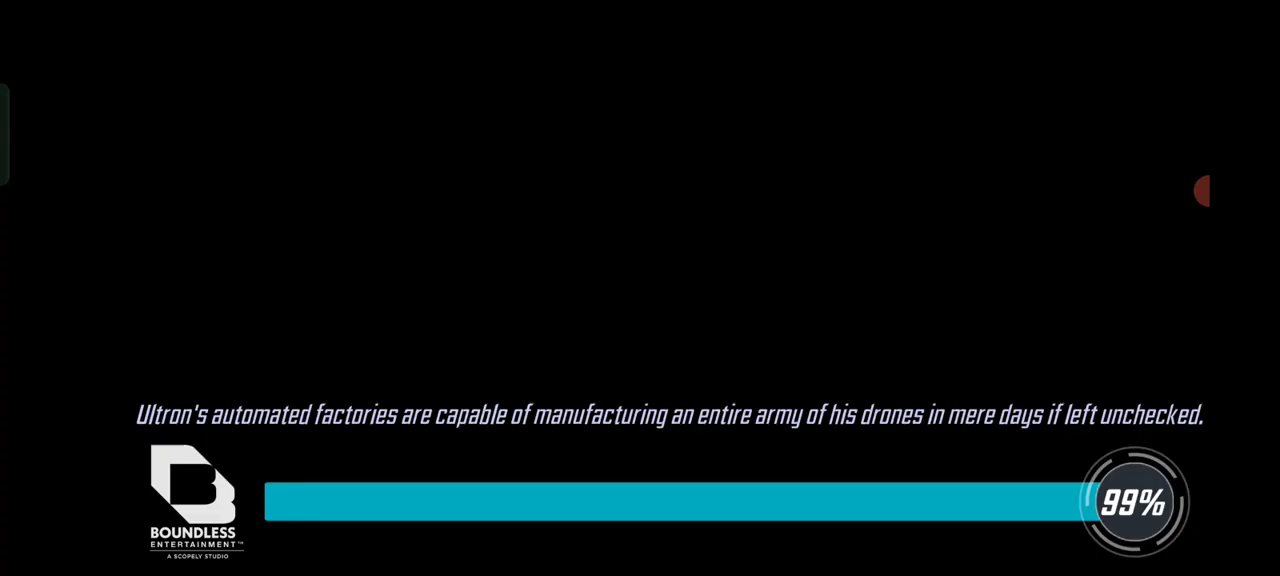 Ultron's automated factories are capable of manufacturing an entire army of his drones in mere days if left unchecked.
99%
BOUNDLESS
ENTERTAINMENT™
A SCOPELY STUDIO